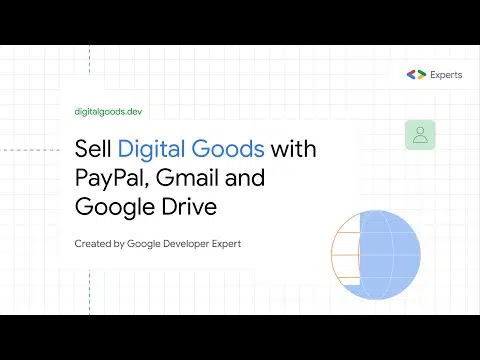 Experts
digitalgoods.dev
Sell Digital Goods with
PayPal, Gmail and
Google Drive
Created by Google Developer Expert